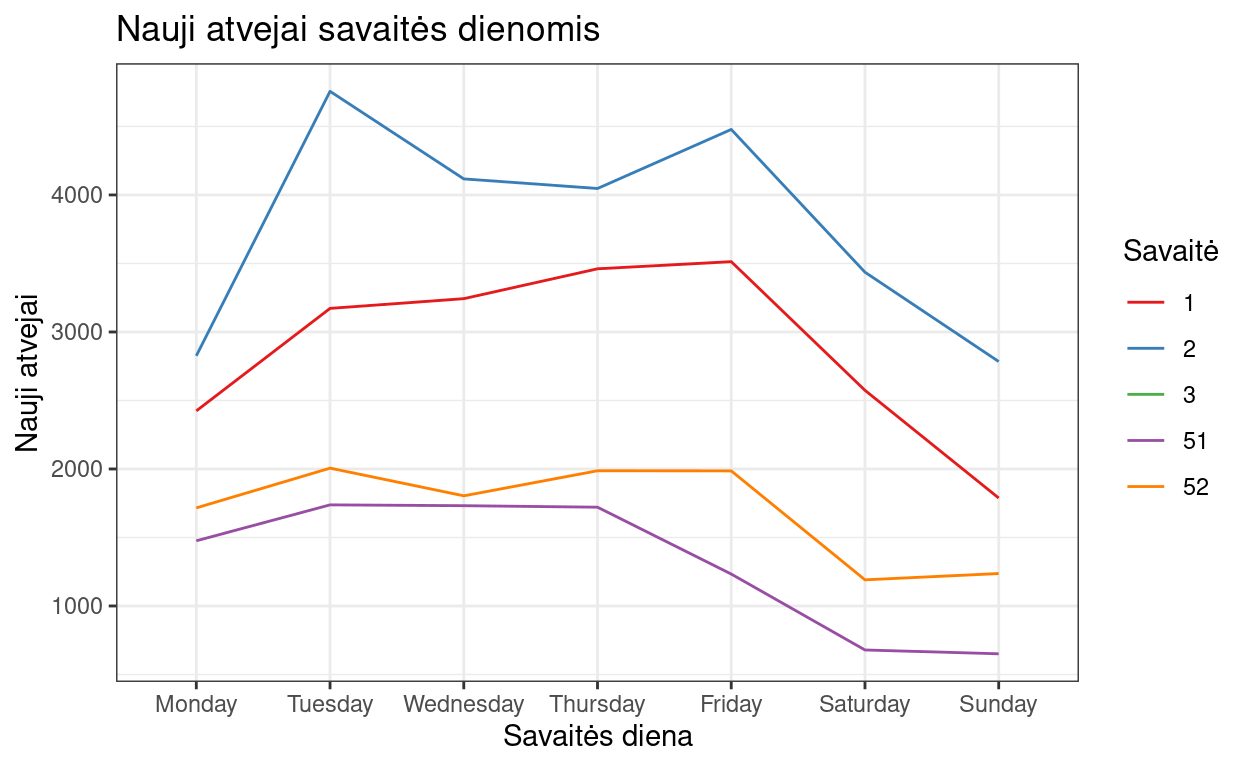 Nauji atvejai savaitės dienomis
Nauji atvejai
4000
3000
2000
1000
Monday Tuesday Wednesday Thursday Friday Saturday Sunday
Savaitės diena
Savaitė
1
2
3
51
52